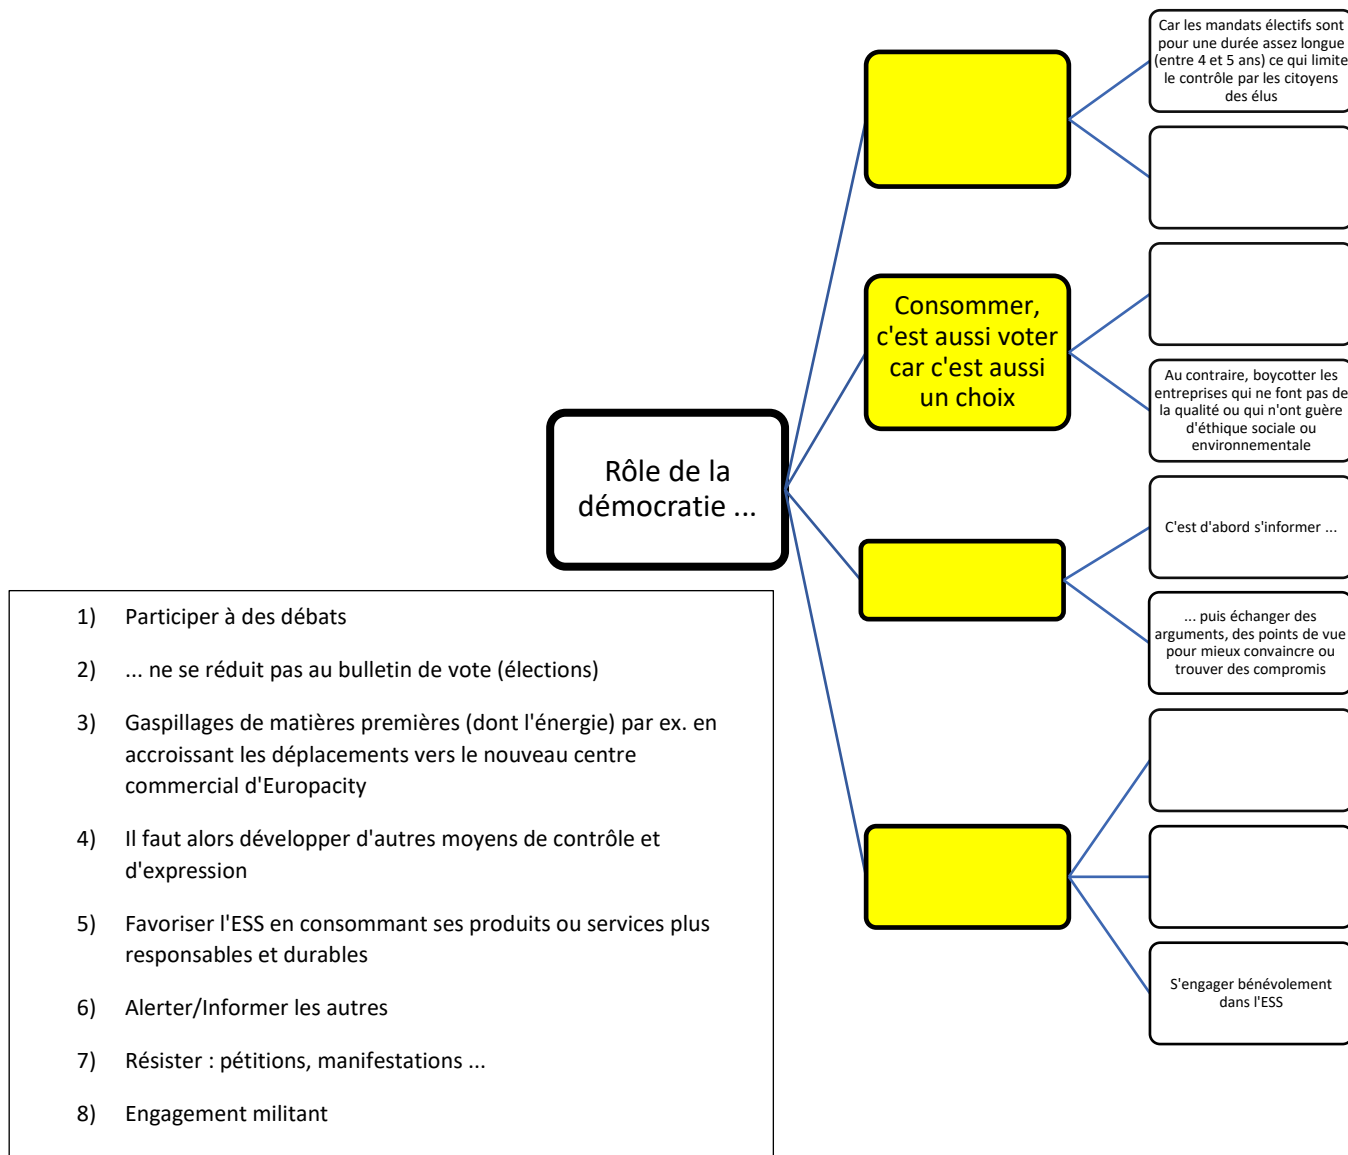 Car les mandats électifs sont
pour une durée assez longue
(entre 4 et 5 ans) ce qui limite
le contrôle par les citoyens
des élus
Consommer,
c'est aussi voter
car c'est aussi
un choix
Au contraire, boycotter les
entreprises qui ne font pas de
la qualité ou qui n'ont guère
d'éthique sociale ou
environnementale
Rôle de la
démocratie ...
C'est d'abord s'informer ...
... puis échanger des
arguments, des points de vue
pour mieux convaincre ou
trouver des compromis
S'engager bénévolement
dans l'ESS
1) Participer à des débats
2) ... ne se réduit pas au bulletin de vote (élections)
3) Gaspillages de matières premières (dont l'énergie) par ex. en
accroissant les déplacements vers le nouveau centre
commercial d'Europacity
4) Il faut alors développer d'autres moyens de contrôle et
d'expression
5) Favoriser l'ESS en consommant ses produits ou services plus
responsables et durables
6) Alerter/Informer les autres
7) Résister : pétitions, manifestations ...
8) Engagement militant